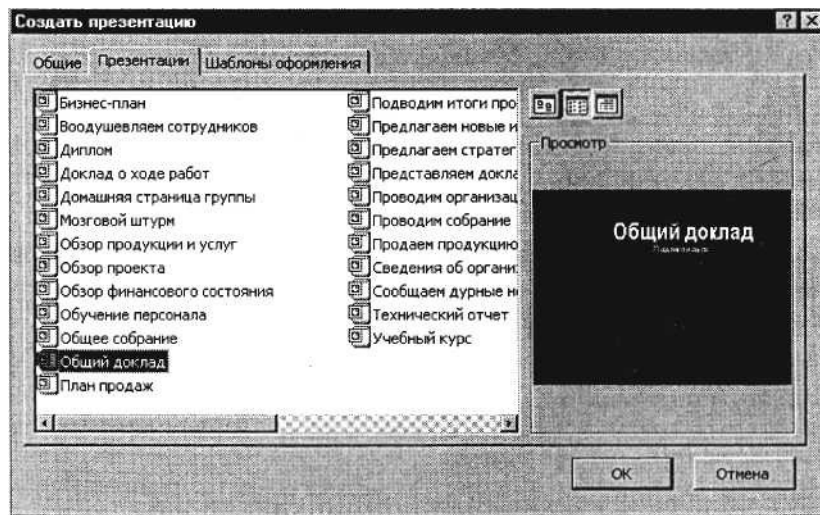 Создать презентацию
Общие Презентации Шаблоны оформления
Бизнес-план
Воодушевляем сотрудников
Диплом
Доклад о ходе работ
Домашняя страница группы
Мозговой штурм
Обзор продукции и услуг
Обзор проекта
Обзор финансового состояния
Обучение персонала
Общее собрание
Общий доклад
План продаж
Подводим итоги про
Предлагаем новые и
Предлагаем стратег
Представляем докла
Проводим организац
Проводим собрание
Продаем продукцию
Сведения об органи
Сообщаем дурные н
Технический отчет
Учебный курс
Просмотр
Общий доклад
OK Отмена